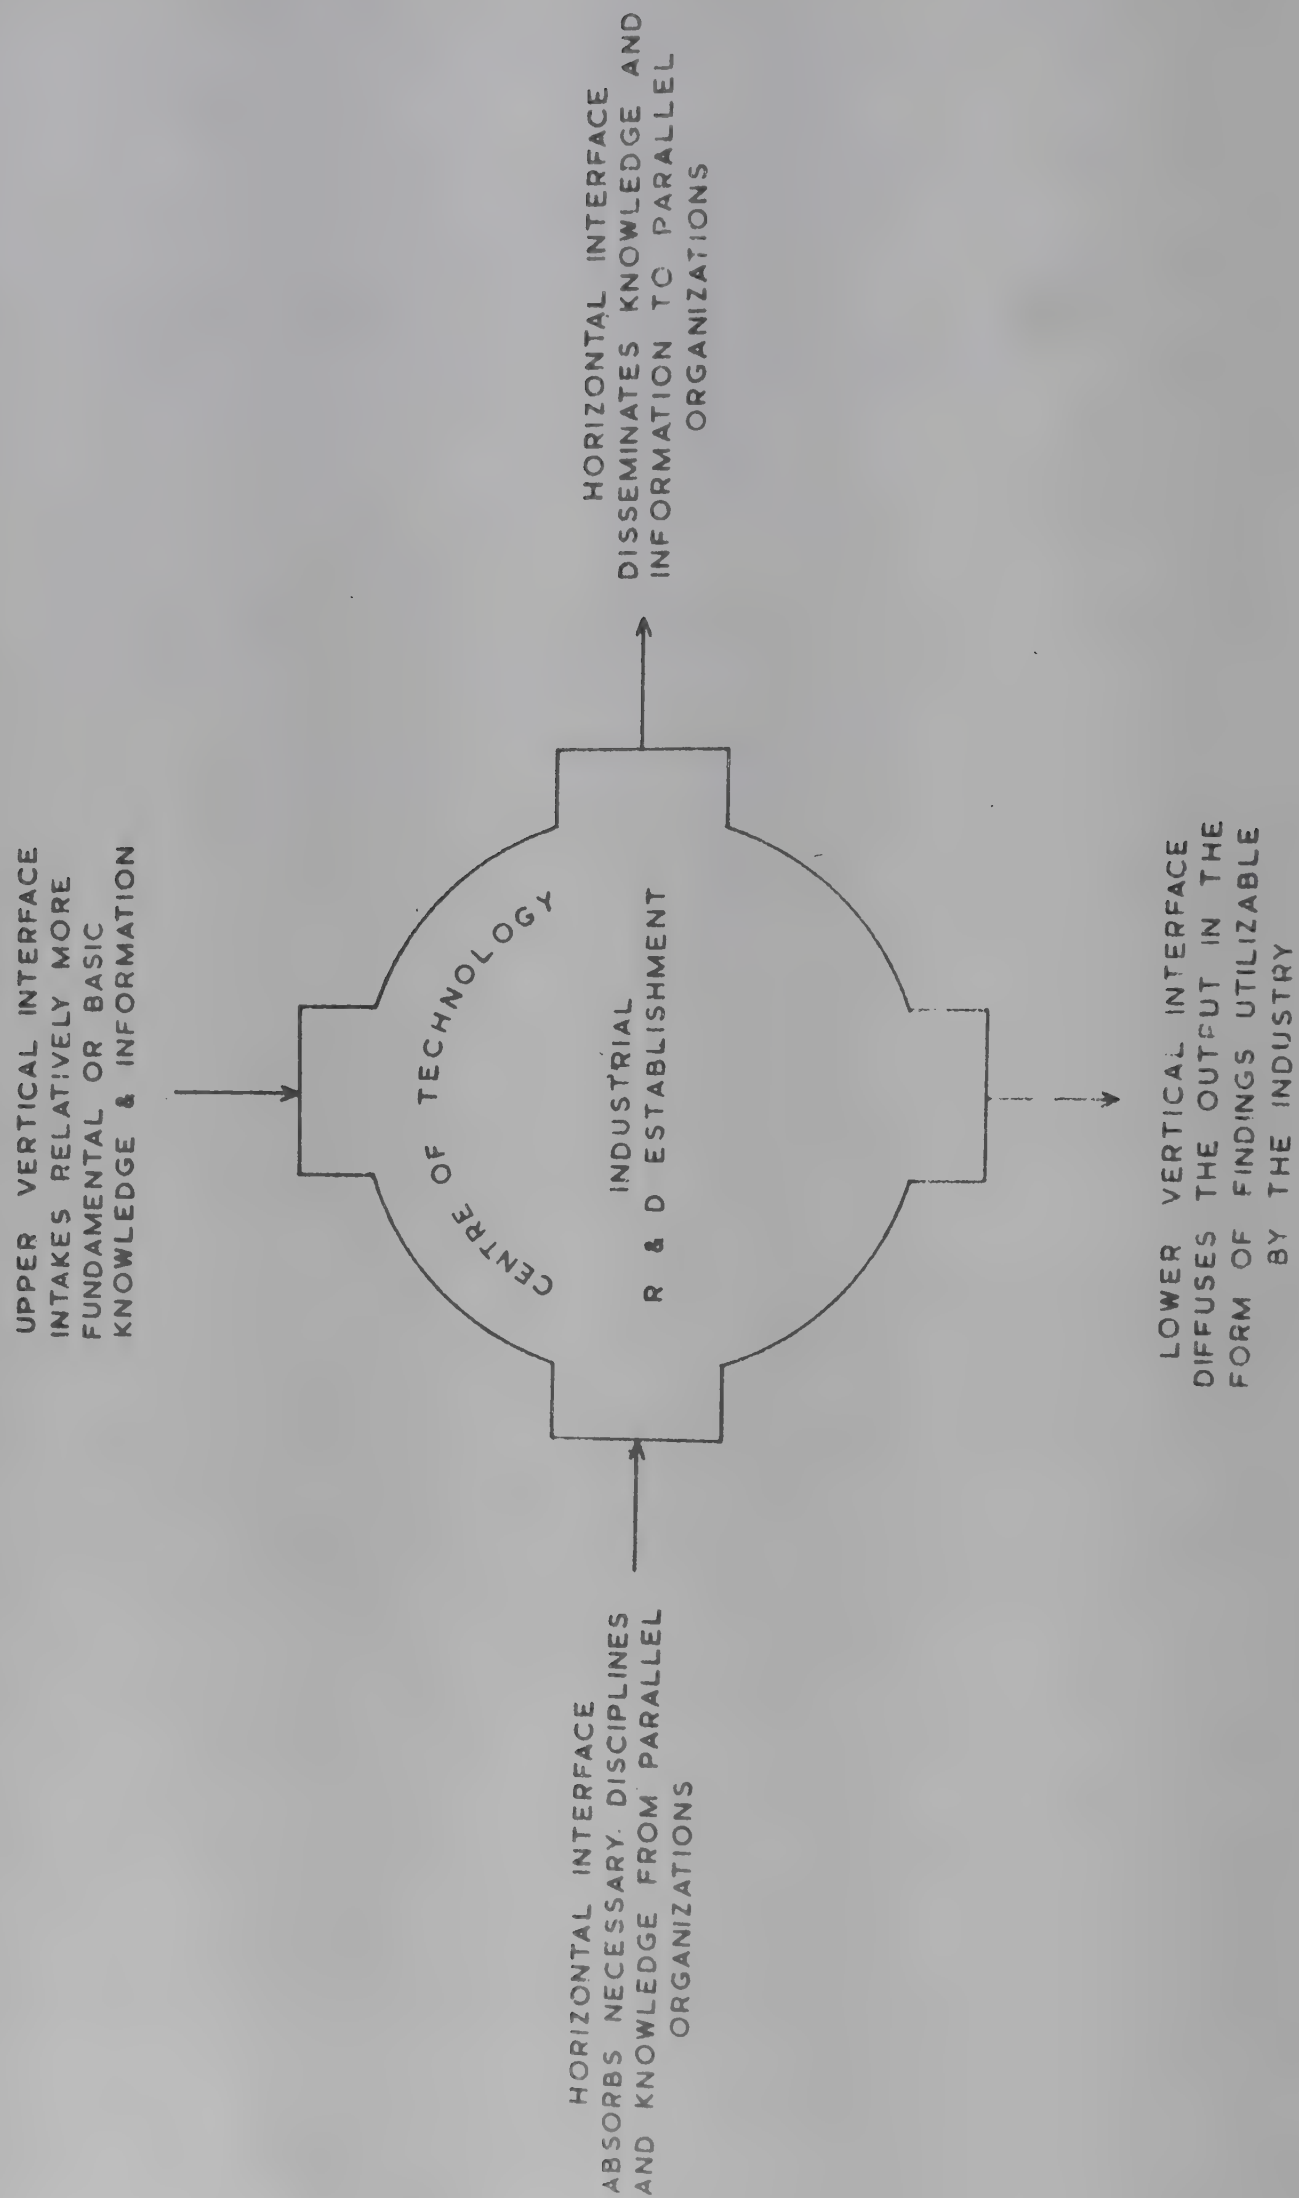 UPPER VERTICAL INTERFACE
INTAKES RELATIVELY MORE
FUNDAMENTAL OR BASIC
KNOWLEDGE & INFORMATION
HORIZONTAL INTERFACE
ABSORBS NECESSARY. DISCIPLINES
AND KNOWLEDGE FROM PARALLEL
ORGANIZATIONS
CENTRE OF TECHNOLOGY
INDUSTRIAL
R & D ESTABLISHMENT
HORIZONTAL INTERFACE
DISSEMINATES KNOWLEDGE AND
INFORMATION TO PARALLEL
ORGANIZATIONS
LOWER VERTICAL INTERFACE
DIFFUSES THE OUTPUT IN THE
FORM OF FINDINGS UTILIZABLE
BY THE INDUSTRY